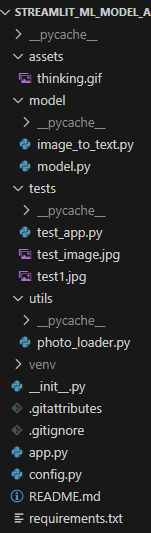 STREAMLIT_ML_MODEL_A
__pycache__
assets
thinking.gif
model
__pycache__
image_to_text.py
model.py
tests
__pycache__
test_app.py
test_image.jpg
test1.jpg
utils
__pycache__
photo_loader.py
venv
__init__.py
.gitattributes
.gitignore
app.py
config.py
README.md
requirements.txt